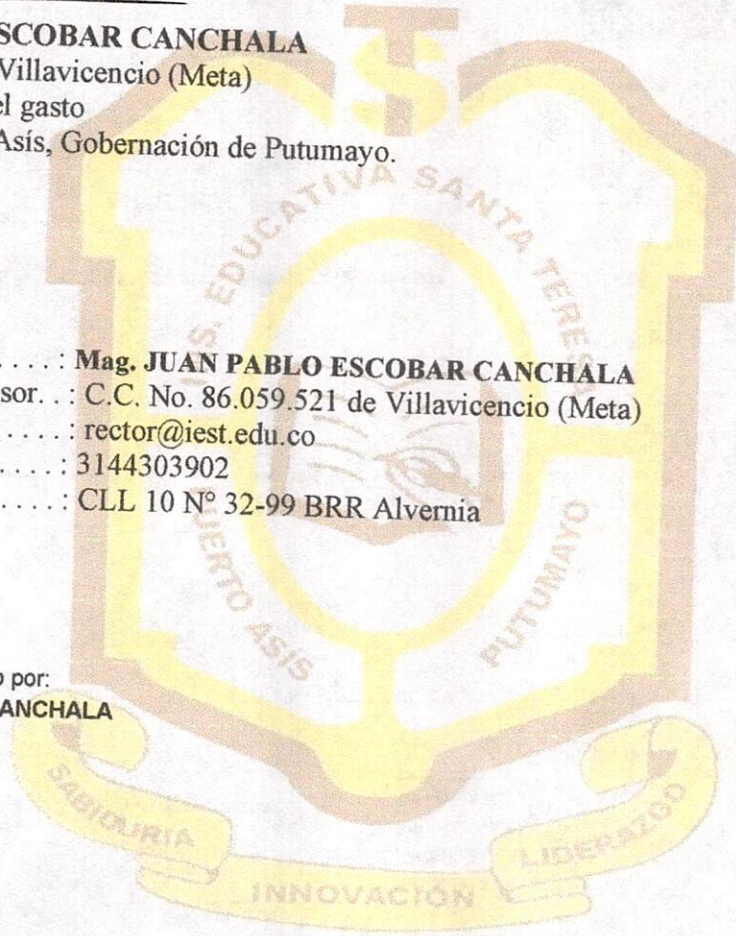 SCOBAR CANCHALA
Villavicencio (Meta)
el gasto
Asís, Gobernación de Putumayo.
EDUCATIVA SANTA TERES
. . . . : Mag. JUAN PABLO ESCOBAR CANCHALA
sor. . : C.C. No. 86.059.521 de Villavicencio (Meta)
. . . . . : rector@iest.edu.co
. . . . : 3144303902
. . . . : CLL 10 N° 32-99 BRR Alvernia
PUERTO ASIS
PUTUMAYO
o por:
ANCHALA
SABIDURIA
INNOVACIÓN
LIDERAZGO